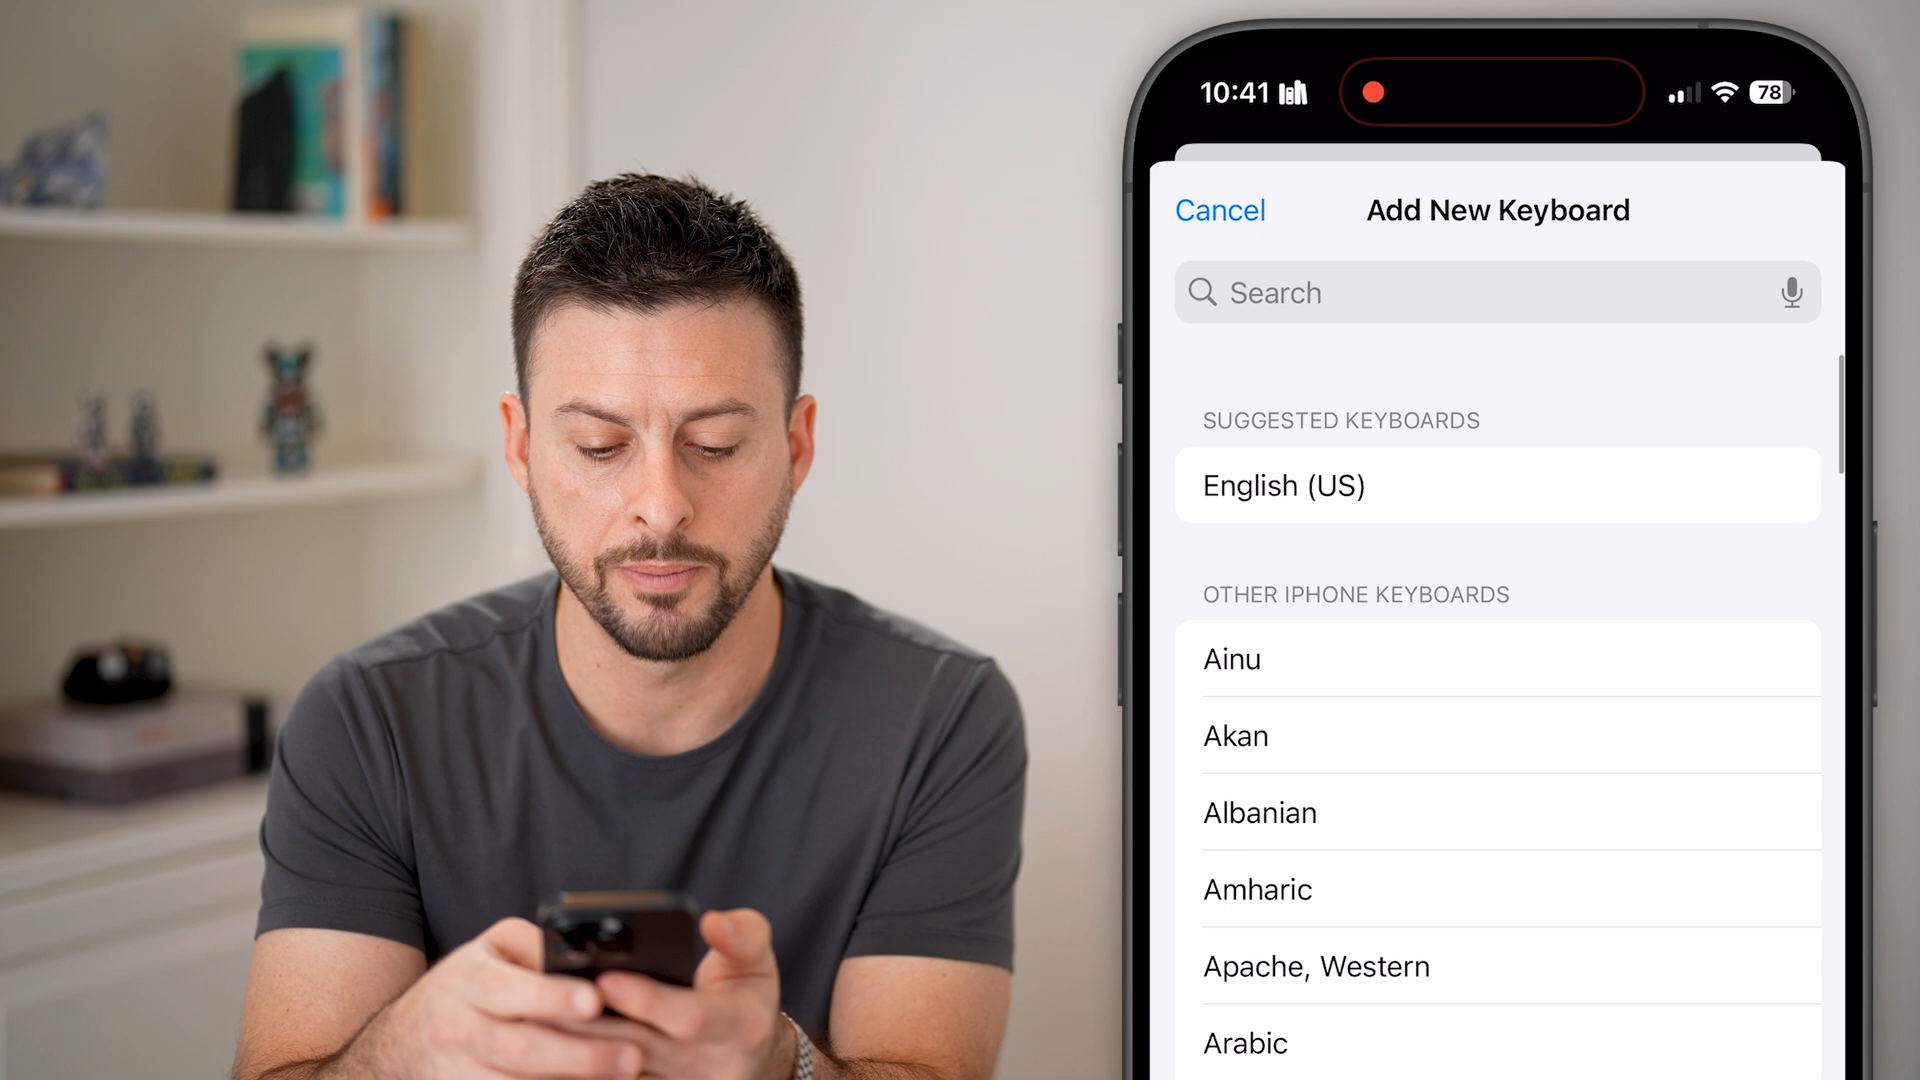 10:41
78
Cancel
Add New Keyboard
Search
SUGGESTED KEYBOARDS
English (US)
OTHER IPHONE KEYBOARDS
Ainu
Akan
Albanian
Amharic
Apache, Western
Arabic